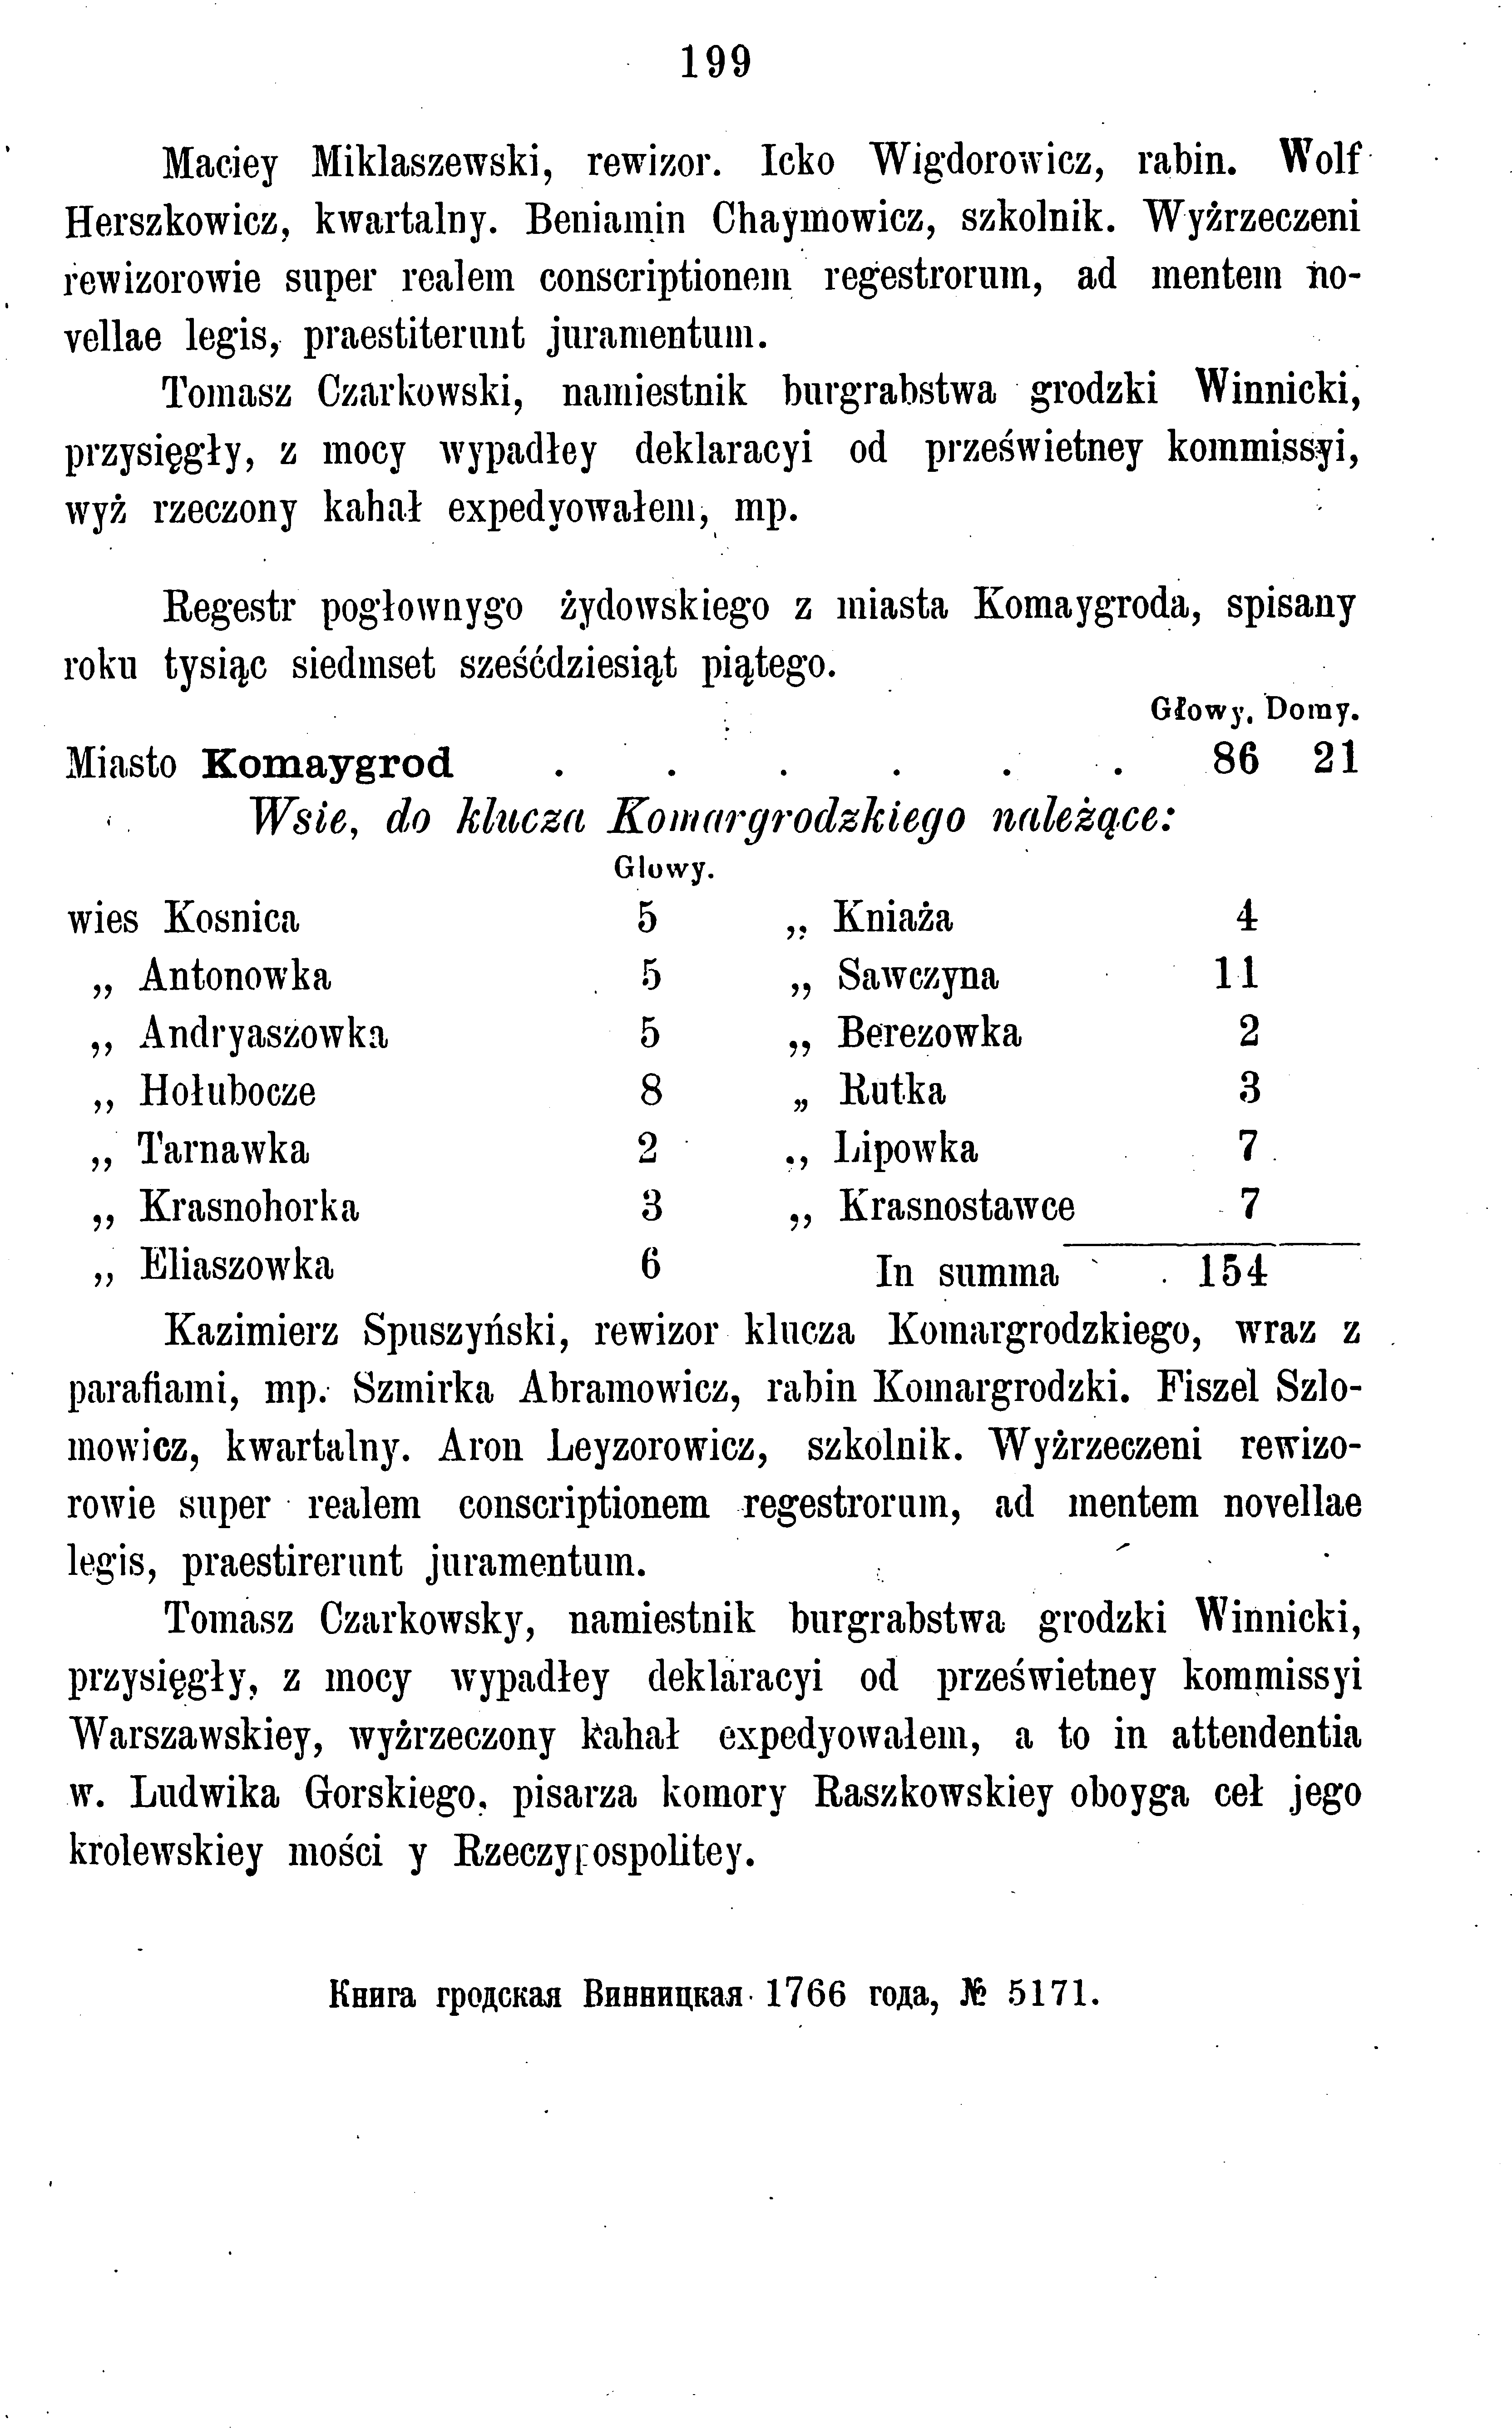 199
Maciey Miklaszewski, rewizor. Icko Wigdorowicz, rabin. Wolf
Herszkowicz, kwartalny. Beniamin Chaymowicz, szkolnik. Wyżrzeczeni
rewizorowie super realem conscriptionem regestrorum, ad mentem no-
vellae legis, praestiterunt juramentum.
Tomasz Czarkowski, namiestnik burgrabstwa grodzki Winnicki,
przysięgły, z mocy wypadłey deklaracyi od prześwietney kommissyi,
wyż rzeczony kahał expedyowałem, mp.
Regestr pogłownygo żydowskiego z miasta Komaygroda, spisany
roku tysiąc siedmset sześćdziesiąt piątego.
Głowy. Domy.
Miasto Komaygrod . . . . . . 86 21
Wsie, do klucza Komargrodzkiego należące:
Glowy.
wies Kosnica 5 „ Kniaża 4
„ Antonowka 5 „ Sawczyna 11
„ Andryaszowka 5 „ Berezowka 2
„ Hołubocze 8 „ Rutka 3
„ Tarnawka 2 „ Lipowka 7
„ Krasnohorka 3 „ Krasnostawce 7
„ Eliaszowka 6 In summa . 154
Kazimierz Spuszyński, rewizor klucza Komargrodzkiego, wraz z
parafiami, mp. Szmirka Abramowicz, rabin Komargrodzki. Fiszel Szlo-
mowicz, kwartalny. Aron Leyzorowicz, szkolnik. Wyżrzeczeni rewizo-
rowie super realem conscriptionem regestrorum, ad mentem novellae
legis, praestirerunt juramentum.
Tomasz Czarkowsky, namiestnik burgrabstwa grodzki Winnicki,
przysięgły, z mocy wypadłey deklaracyi od prześwietney kommissyi
Warszawskiey, wyżrzeczony kahał expedyowałem, a to in attendentia
w. Ludwika Gorskiego, pisarza komory Raszkowskiey oboyga ceł jego
krolewskiey mości y Rzeczypospolitey.
Книга гродская Винницкая 1766 года, № 5171.